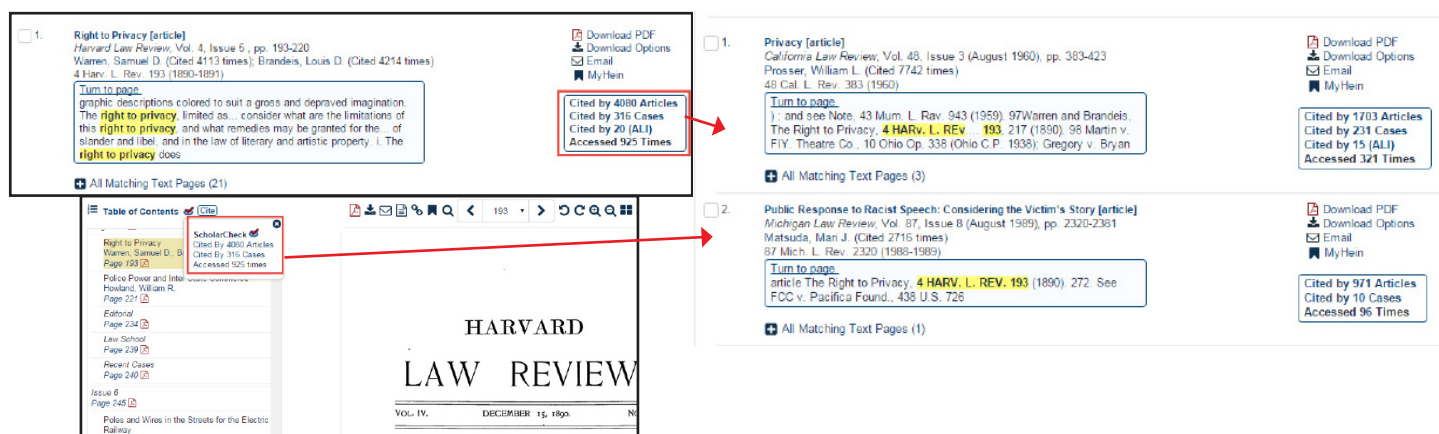 1.
Right to Privacy [article]
Harvard Law Review, Vol. 4, Issue 5 , pp. 193-220
Warren, Samuel D. (Cited 4113 times); Brandeis, Louis D. (Cited 4214 times)
4 Harv. L. Rev. 193 (1890-1891)
Turn to page
graphic descriptions colored to suit a gross and depraved imagination.
The right to privacy, limited as... consider what are the limitations of
this right to privacy, and what remedies may be granted for the... of
slander and libel, and in the law of literary and artistic property. i. The
right to privacy does
All Matching Text Pages (21)
Download PDF
Download Options
Email
MyHein
Cited by 4080 Articles
Cited by 316 Cases
Cited by 20 (ALI)
Accessed 925 Times
Table of Contents
Cite
193
ScholarCheck
Cited By 4080 Articles
Cited By 316 Cases
Accessed 925 times
Right to Privacy
Warren, Samuel D.,
Page 193
Police Power and Inter-State Commerce
Howland, William R.
Page 221
Editorial
Page 234
Law School
Page 239
Recent Cases
Page 240
Issue 6
Page 245
Poles and Wires in the Streets for the Electric
Railway
HARVARD
LAW REVIEW
VOL. IV. DECEMBER 15, 1890.
1.
Privacy [article]
California Law Review, Vol. 48, Issue 3 (August 1960), pp. 383-423
Prosser, William L. (Cited 7742 times)
48 Cal. L. Rev. 383 (1960)
Turn to page
) ; and see Note, 43 Mum. L. Rav. 943 (1959). 97Warren and Brandeis,
The Right to Privacy, 4 HARv. L. REv.... 193, 217 (1890). 98 Martin v.
FIY. Theatre Co., 10 Ohio Op. 338 (Ohio C.P. 1938); Gregory v. Bryan
All Matching Text Pages (3)
Download PDF
Download Options
Email
MyHein
Cited by 1703 Articles
Cited by 231 Cases
Cited by 15 (ALI)
Accessed 321 Times
2.
Public Response to Racist Speech: Considering the Victim's Story [article]
Michigan Law Review, Vol. 87, Issue 8 (August 1989), pp. 2320-2381
Matsuda, Mari J. (Cited 2716 times)
87 Mich. L. Rev. 2320 (1988-1989)
Turn to page
article The Right to Privacy, 4 HARV. L. REV. 193 (1890). 272. See
FCC v. Pacifica Found., 438 U.S. 726
All Matching Text Pages (1)
Download PDF
Download Options
Email
MyHein
Cited by 971 Articles
Cited by 10 Cases
Accessed 96 Times